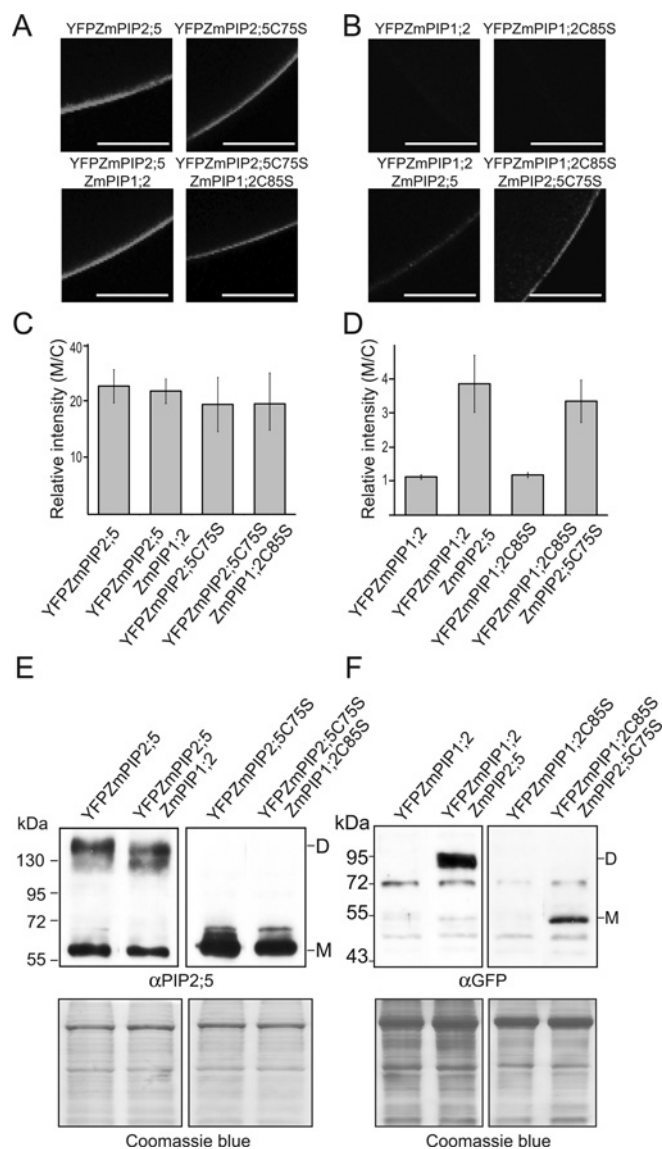 A
YFPZmPIP2;5 YFPZmPIP2;5C75S
YFPZmPIP2;5
ZmPIP1;2
YFPZmPIP2;5C75S
ZmPIP1;2C85S
B
YFPZmPIP1;2 YFPZmPIP1;2C85S
YFPZmPIP1;2
ZmPIP2;5
YFPZmPIP1;2C85S
ZmPIP2;5C75S
C
Relative intensity (M/C)
40
20
10
YFPZmPIP2;5
YFPZmPIP2;5
ZmPIP1;2
YFPZmPIP2;5C75S
YFPZmPIP2;5C75S
ZmPIP1;2C85S
D
Relative intensity (M/C)
4
3
2
1
YFPZmPIP1;2
YFPZmPIP1;2
ZmPIP2;5
YFPZmPIP1;2C85S
YFPZmPIP1;2C85S
ZmPIP2;5C75S
E
YFPZmPIP2;5
YFPZmPIP2;5
ZmPIP1;2
YFPZmPIP2;5C75S
YFPZmPIP2;5C75S
ZmPIP1;2C85S
kDa
130
95
72
55
D
M
αPIP2;5
Coomassie blue
F
YFPZmPIP1;2
YFPZmPIP1;2
ZmPIP2;5
YFPZmPIP1;2C85S
YFPZmPIP1;2C85S
ZmPIP2;5C75S
kDa
95
72
55
43
D
M
αGFP
Coomassie blue